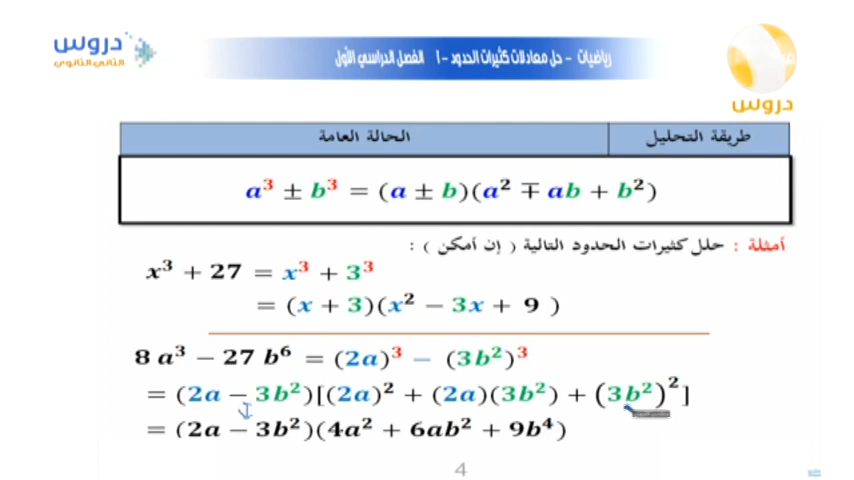 دروس
الثاني الثانوي
رياضيات - حل معادلات كثيرات الحدود - ١ الفصل الدراسي الأول
دروس
طريقة التحليل الحالة العامة
a³ ± b³ = (a ± b)(a² ∓ ab + b²)
أمثلة : حلل كثيرات الحدود التالية ( إن أمكن ) :
x³ + 27 = x³ + 3³
= (x + 3)(x² − 3x + 9 )
8 a³ − 27 b⁶ = (2a)³ − (3b²)³
= (2a − 3b²)[(2a)² + (2a)(3b²) + (3b²)²]
= (2a − 3b²)(4a² + 6ab² + 9b⁴)
4